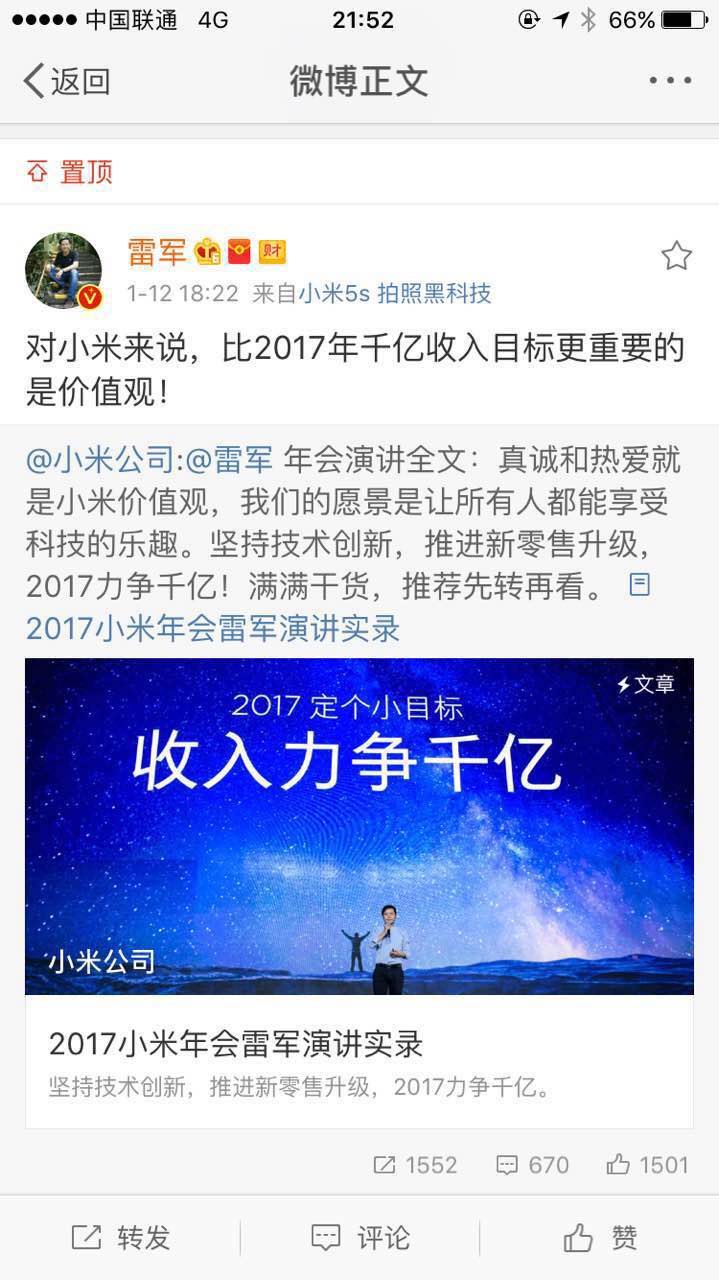 中国联通 4G 21:52 66%
返回 微博正文
置顶
雷军 财
1-12 18:22 来自小米5s 拍照黑科技
对小米来说，比2017年千亿收入目标更重要的
是价值观！
@小米公司:@雷军 年会演讲全文：真诚和热爱就
是小米价值观，我们的愿景是让所有人都能享受
科技的乐趣。坚持技术创新，推进新零售升级，
2017力争千亿！满满干货，推荐先转再看。
2017小米年会雷军演讲实录
文章
2017 定个小目标
收入力争千亿
小米公司
2017小米年会雷军演讲实录
坚持技术创新，推进新零售升级，2017力争千亿。
1552 670 1501
转发 评论 赞